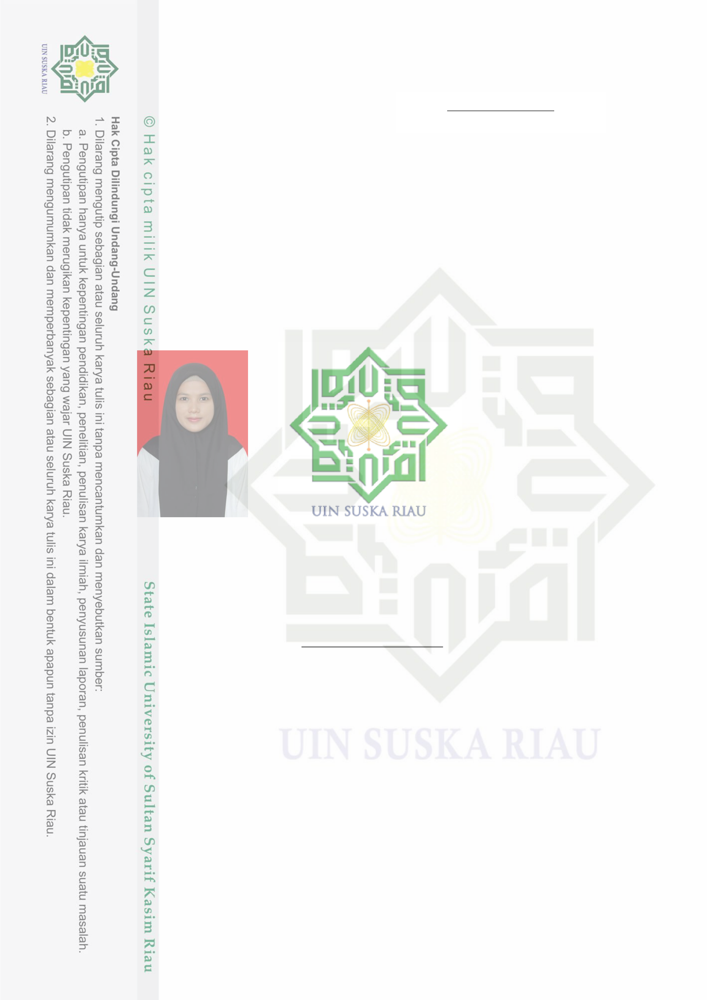 UIN SUSKA RIAU
Hak Cipta Dilindungi Undang-Undang
1. Dilarang mengutip sebagian atau seluruh karya tulis ini tanpa mencantumkan dan menyebutkan sumber:
a. Pengutipan hanya untuk kepentingan pendidikan, penelitian, penulisan karya ilmiah, penyusunan laporan, penulisan kritik atau tinjauan suatu masalah.
b. Pengutipan tidak merugikan kepentingan yang wajar UIN Suska Riau.
2. Dilarang mengumumkan dan memperbanyak sebagian atau seluruh karya tulis ini dalam bentuk apapun tanpa izin UIN Suska Riau.
© Hak cipta milik UIN Suska Riau
State Islamic University of Sultan Syarif Kasim Riau
UIN SUSKA RIAU
UIN SUSKA RIAU